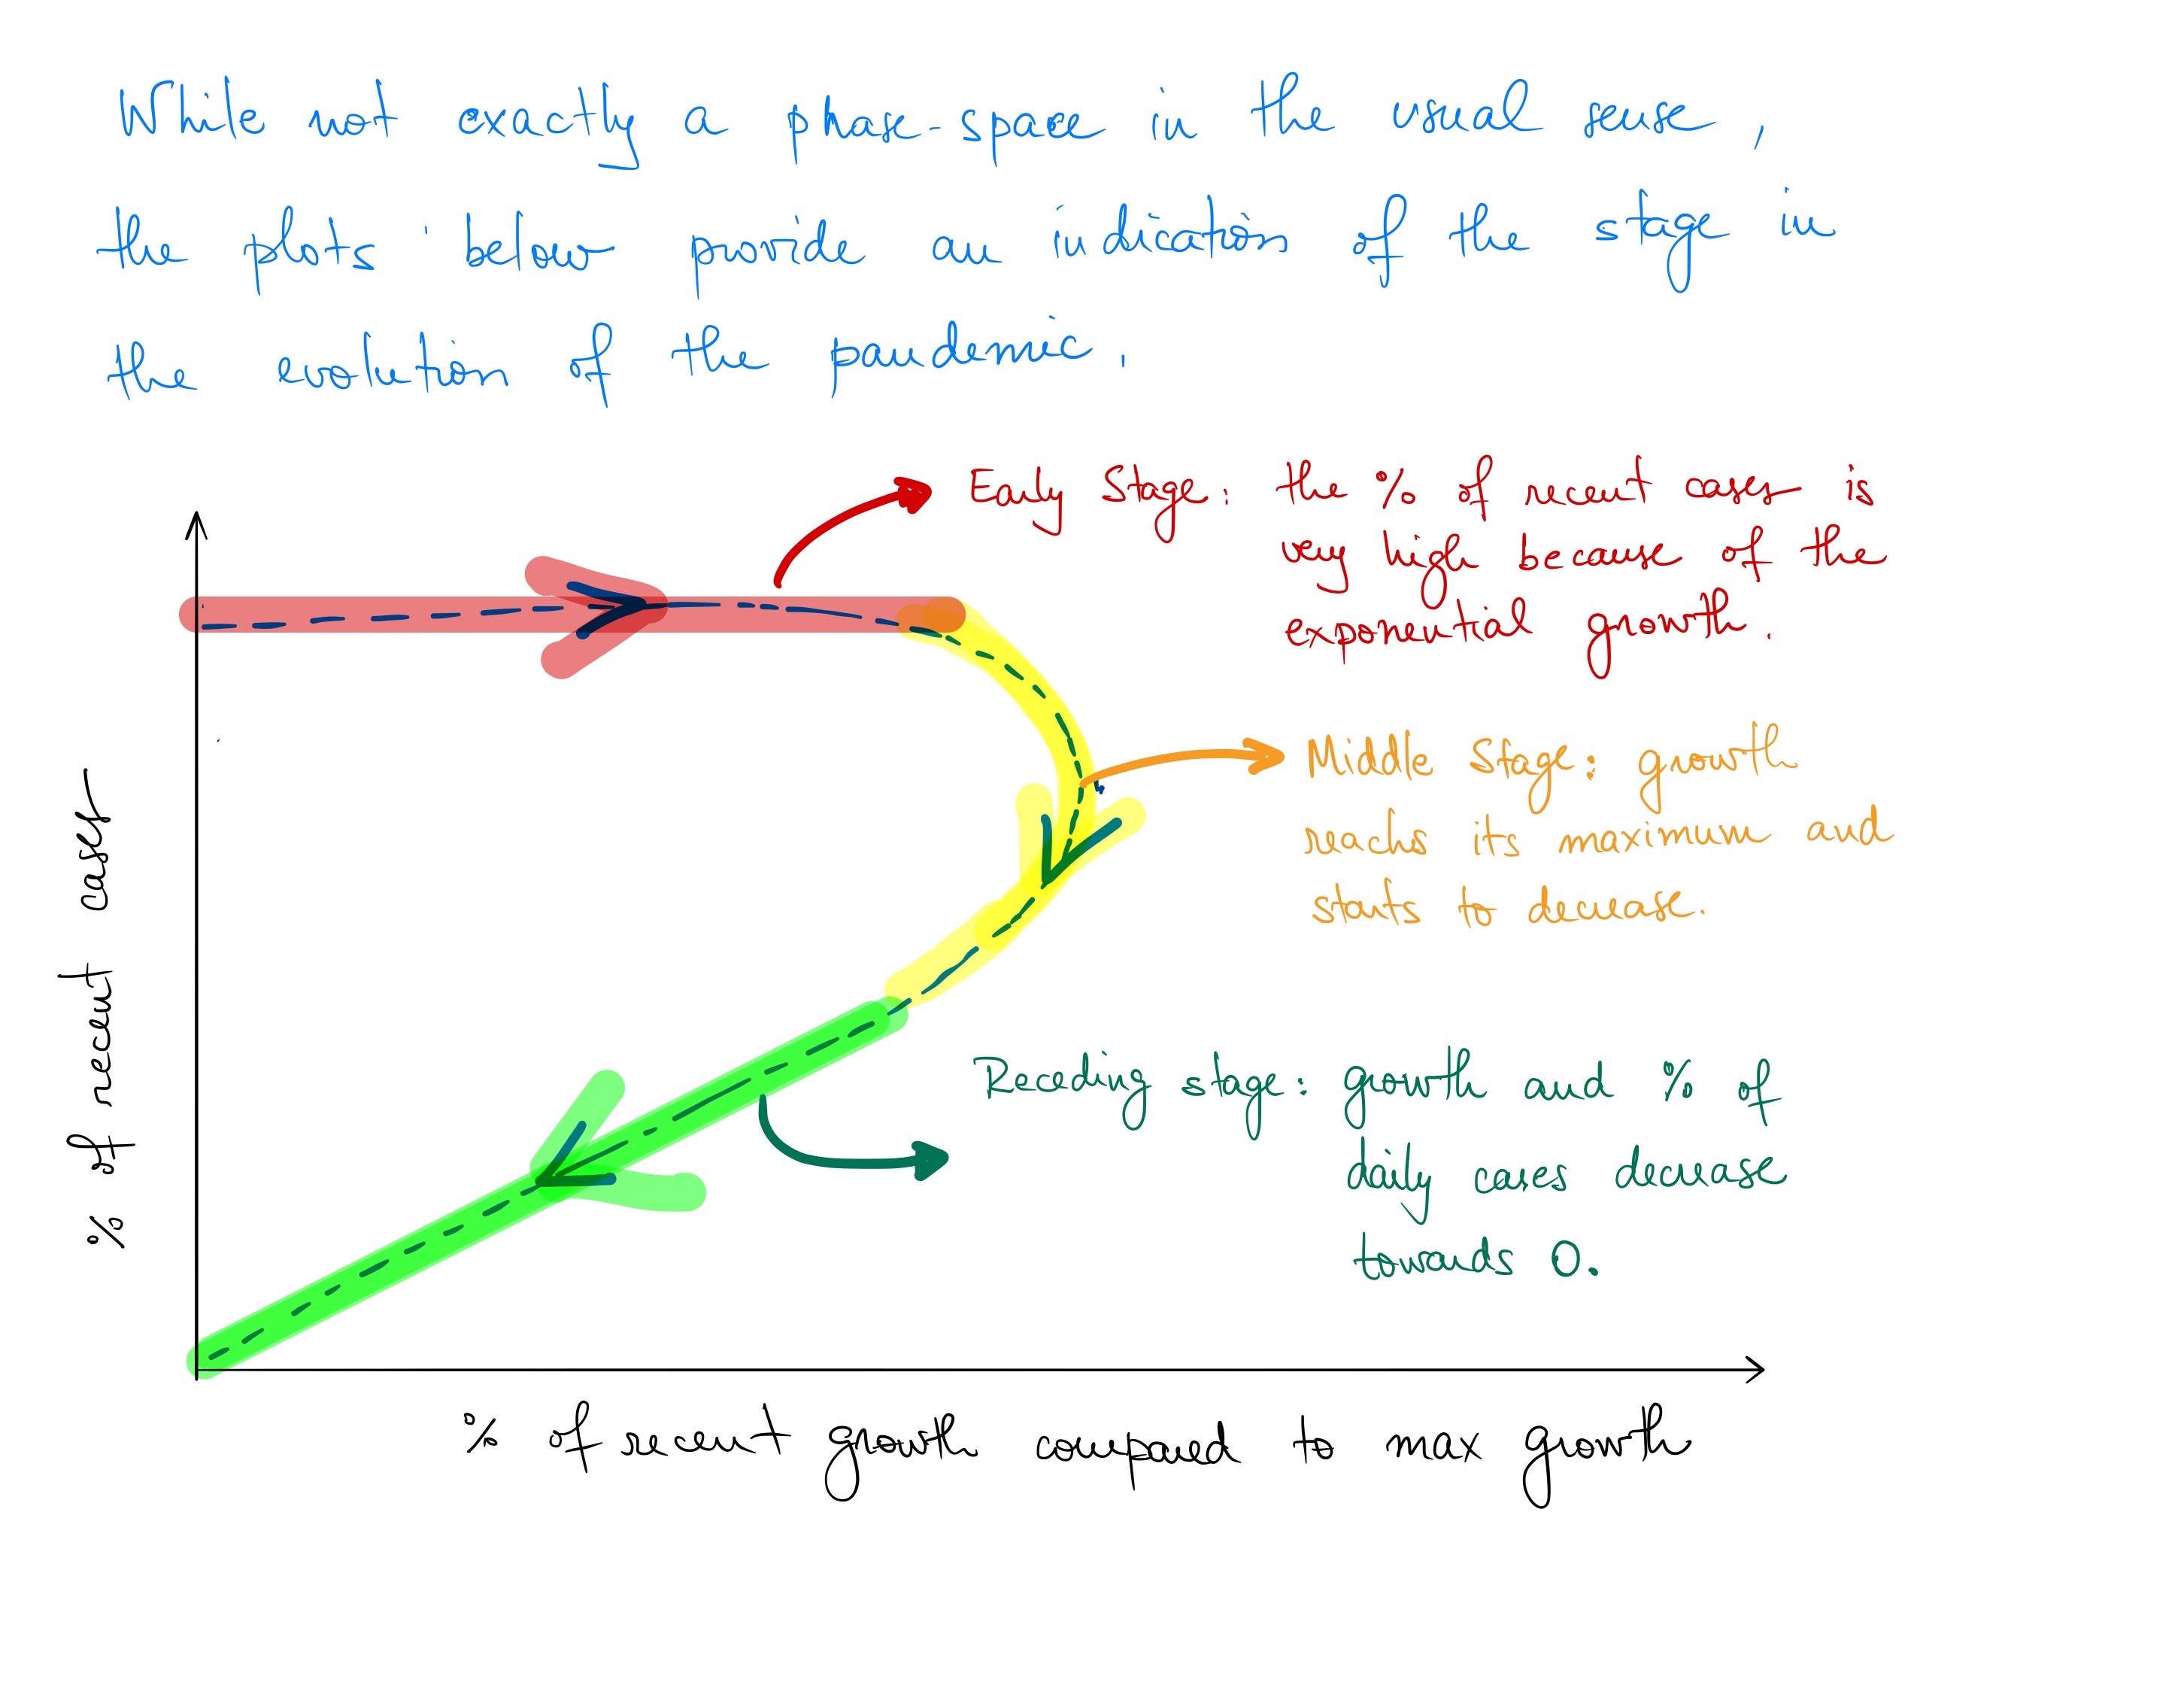 While not exactly a phase-space in the usual sense,
the plots below provide an indication of the stage in
the evolution of the pandemic.
Early Stage: the % of recent cases is
very high because of the
exponential growth.
Middle Stage: growth
reaches its maximum and
starts to decrease.
% of recent cases
Receding stage: growth and % of
daily cases decrease
towards 0.
% of recent growth compared to max growth